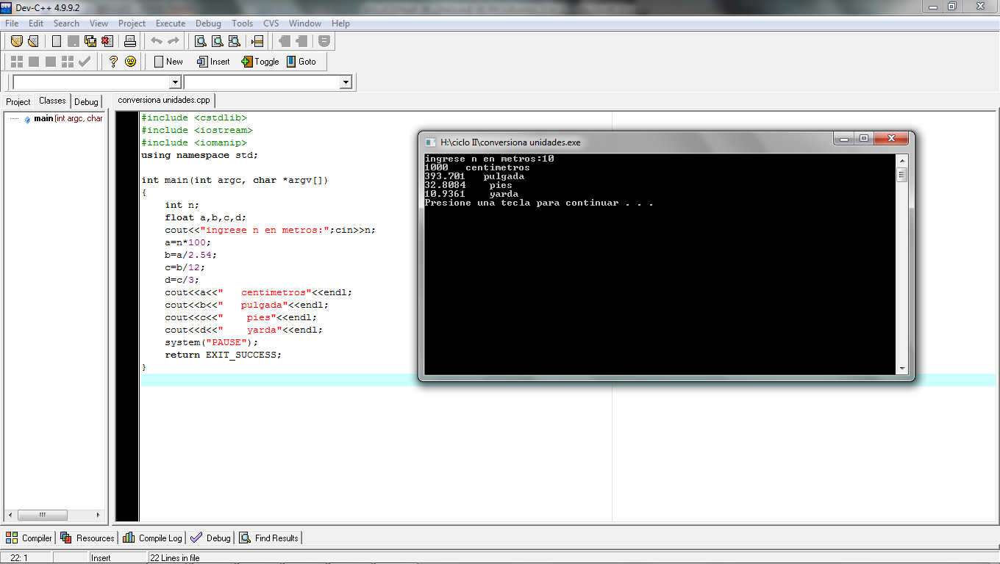 Dev-C++ 4.9.9.2
File Edit Search View Project Execute Debug Tools CVS Window Help
New Insert Toggle Goto
Project Classes Debug
conversiona unidades.cpp
main (int argc, char
#include <cstdlib>
#include <iostream>
#include <iomanip>
using namespace std;
int main(int argc, char *argv[])
{
    int n;
    float a,b,c,d;
    cout<<"ingrese n en metros:";cin>>n;
    a=n*100;
    b=a/2.54;
    c=b/12;
    d=c/3;
    cout<<a<<"   centimetros"<<endl;
    cout<<b<<"   pulgada"<<endl;
    cout<<c<<"    pies"<<endl;
    cout<<d<<"    yarda"<<endl;
    system("PAUSE");
    return EXIT_SUCCESS;
}
H:\ciclo II\conversiona unidades.exe
ingrese n en metros:10
1000   centimetros
393.701   pulgada
32.8084    pies
10.9361    yarda
Presione una tecla para continuar . . .
Compiler Resources Compile Log Debug Find Results
22: 1 Insert 22 Lines in file